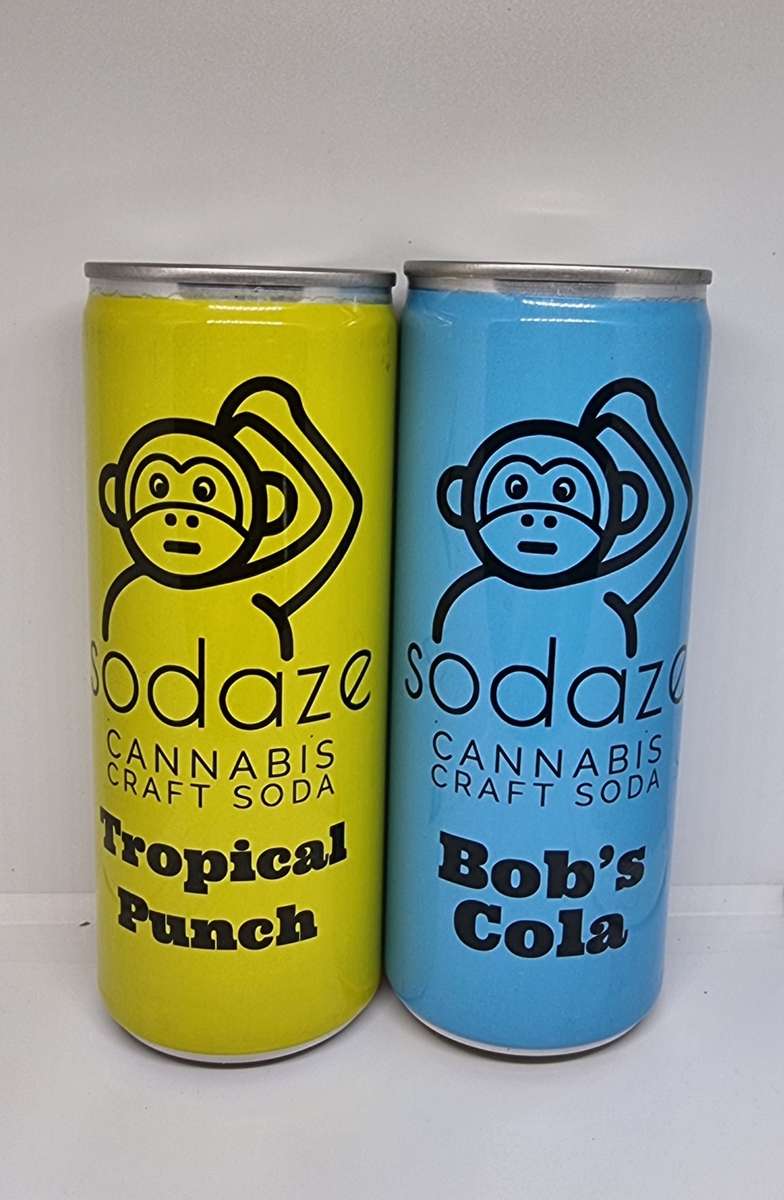 sodaze
CANNABIS
CRAFT SODA
Tropical
Punch
sodaze
CANNABIS
CRAFT SODA
Bob's
Cola